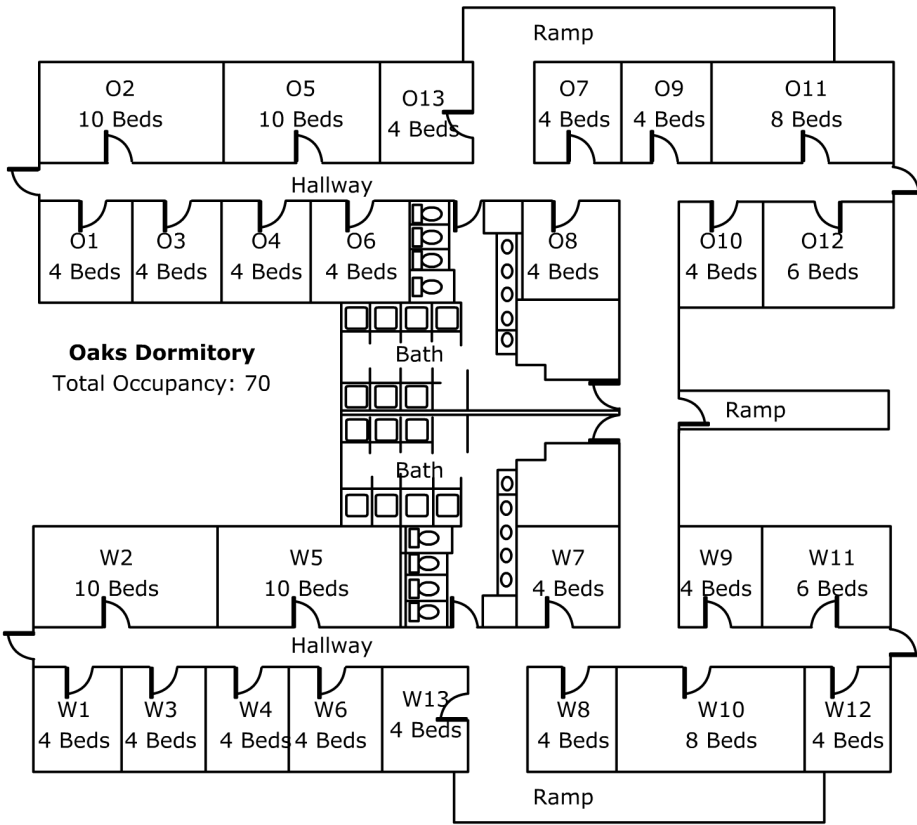 Ramp
O2
10 Beds
O5
10 Beds
O13
4 Beds
O7
4 Beds
O9
4 Beds
O11
8 Beds
Hallway
O1
4 Beds
O3
4 Beds
O4
4 Beds
O6
4 Beds
O8
4 Beds
O10
4 Beds
O12
6 Beds
Oaks Dormitory
Total Occupancy: 70
Bath
Ramp
Bath
W2
10 Beds
W5
10 Beds
W7
4 Beds
W9
4 Beds
W11
6 Beds
Hallway
W1
4 Beds
W3
4 Beds
W4
4 Beds
W6
4 Beds
W13
4 Beds
W8
4 Beds
W10
8 Beds
W12
4 Beds
Ramp